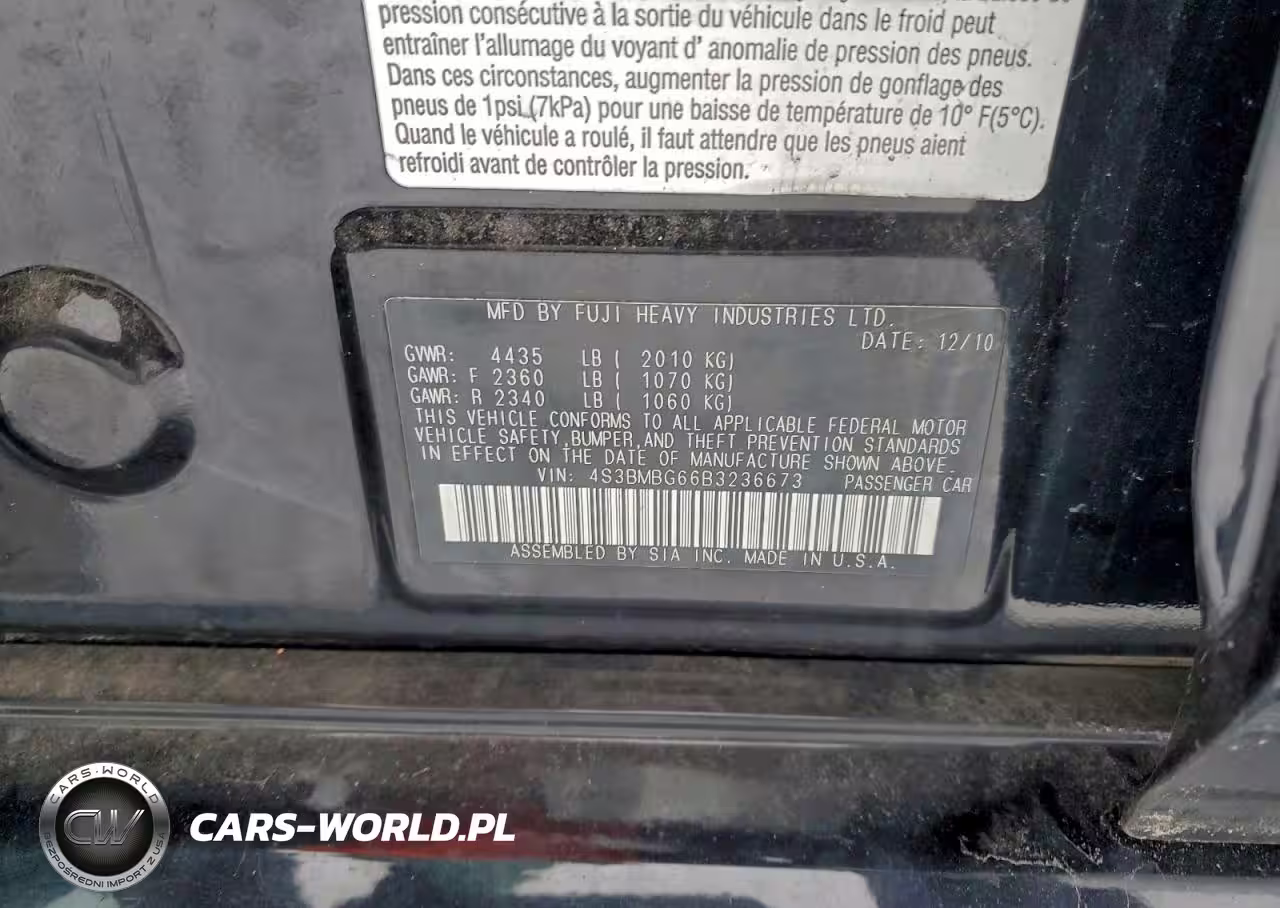 pression consécutive à la sortie du véhicule dans le froid peut
entraîner l'allumage du voyant d' anomalie de pression des pneus.
Dans ces circonstances, augmenter la pression de gonflage des
pneus de 1psi (7kPa) pour une baisse de température de 10° F(5°C).
Quand le véhicule a roulé, il faut attendre que les pneus aient
refroidi avant de contrôler la pression.
MFD BY FUJI HEAVY INDUSTRIES LTD.
DATE: 12/10
GVWR: 4435 LB ( 2010 KG)
GAWR: F 2360 LB ( 1070 KG)
GAWR: R 2340 LB ( 1060 KG)
THIS VEHICLE CONFORMS TO ALL APPLICABLE FEDERAL MOTOR
VEHICLE SAFETY,BUMPER,AND THEFT PREVENTION STANDARDS
IN EFFECT ON THE DATE OF MANUFACTURE SHOWN ABOVE.
VIN: 4S3BMBG66B3236673 PASSENGER CAR
ASSEMBLED BY SIA INC. MADE IN U.S.A.
CARS-WORLD
CW
BEZPOŚREDNI IMPORT Z USA
CARS-WORLD.PL